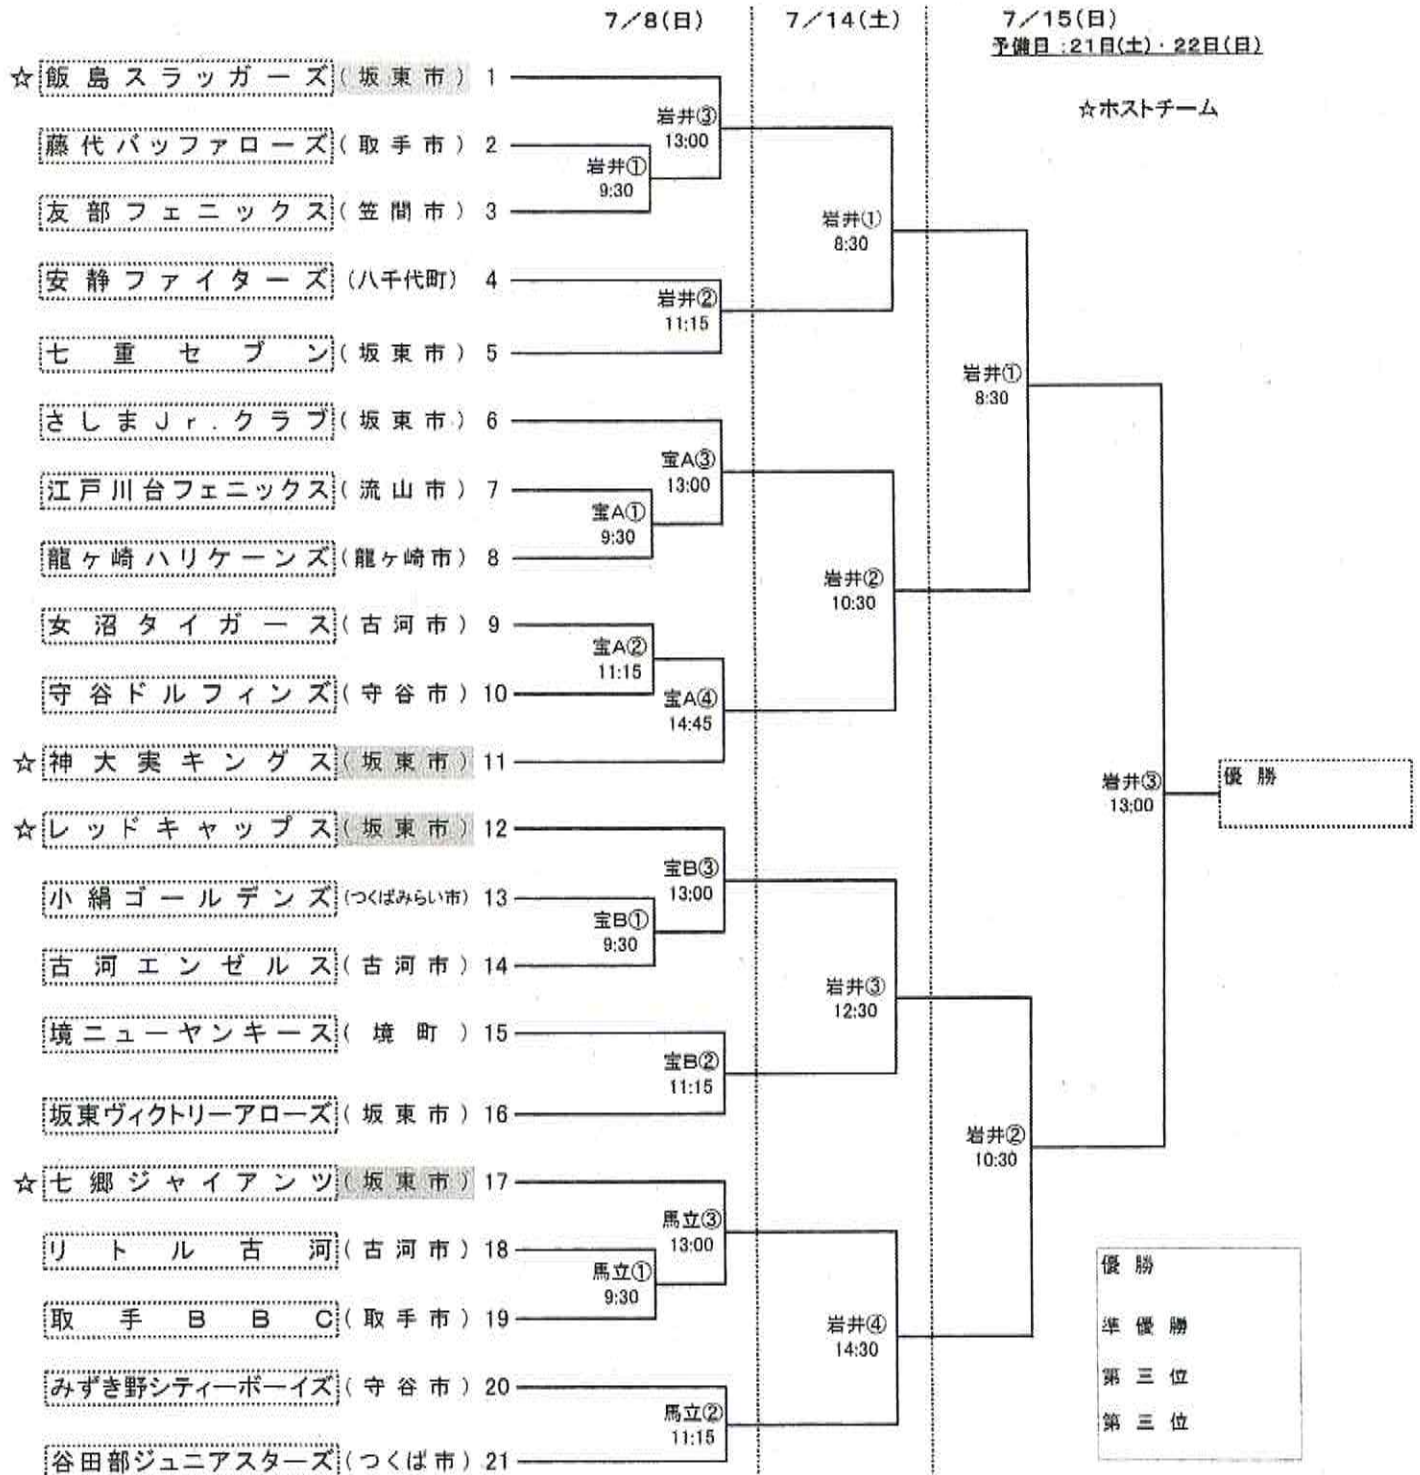 7/8(日) 7/14(土) 7/15(日)
予備日:21日(土)・22日(日)
☆ホストチーム
☆飯島スラッガーズ(坂東市) 1
岩井③
13:00
藤代バッファローズ(取手市) 2
岩井①
9:30
友部フェニックス(笠間市) 3
岩井①
8:30
安静ファイターズ(八千代町) 4
岩井②
11:15
七重セブン(坂東市) 5
岩井①
8:30
さしまJr.クラブ(坂東市) 6
宝A③
13:00
江戸川台フェニックス(流山市) 7
宝A①
9:30
龍ヶ崎ハリケーンズ(龍ヶ崎市) 8
岩井②
10:30
女沼タイガース(古河市) 9
宝A②
11:15
守谷ドルフィンズ(守谷市) 10
宝A④
14:45
☆神大実キングス(坂東市) 11
岩井③
13:00
優勝
☆レッドキャップス(坂東市) 12
宝B③
13:00
小絹ゴールデンズ(つくばみらい市) 13
宝B①
9:30
古河エンゼルス(古河市) 14
岩井③
12:30
境ニューヤンキース(境町) 15
宝B②
11:15
坂東ヴィクトリーアローズ(坂東市) 16
岩井②
10:30
☆七郷ジャイアンツ(坂東市) 17
馬立③
13:00
リトル古河(古河市) 18
馬立①
9:30
取手BBC(取手市) 19
岩井④
14:30
みずき野シティーボーイズ(守谷市) 20
馬立②
11:15
谷田部ジュニアスターズ(つくば市) 21
優勝
準優勝
第三位
第三位